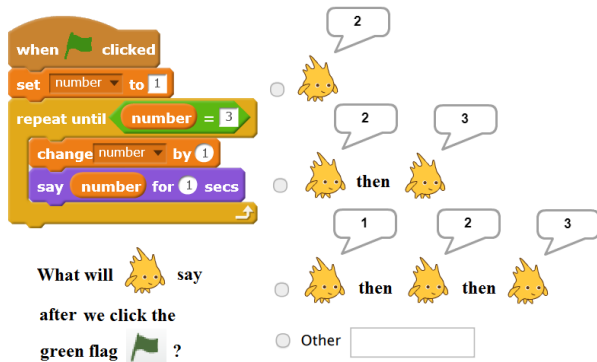 when clicked
set number to 1
repeat until number = 3
change number by 1
say number for 1 secs
What will say
after we click the
green flag ?
2
2 3
then
1 2 3
then then
Other